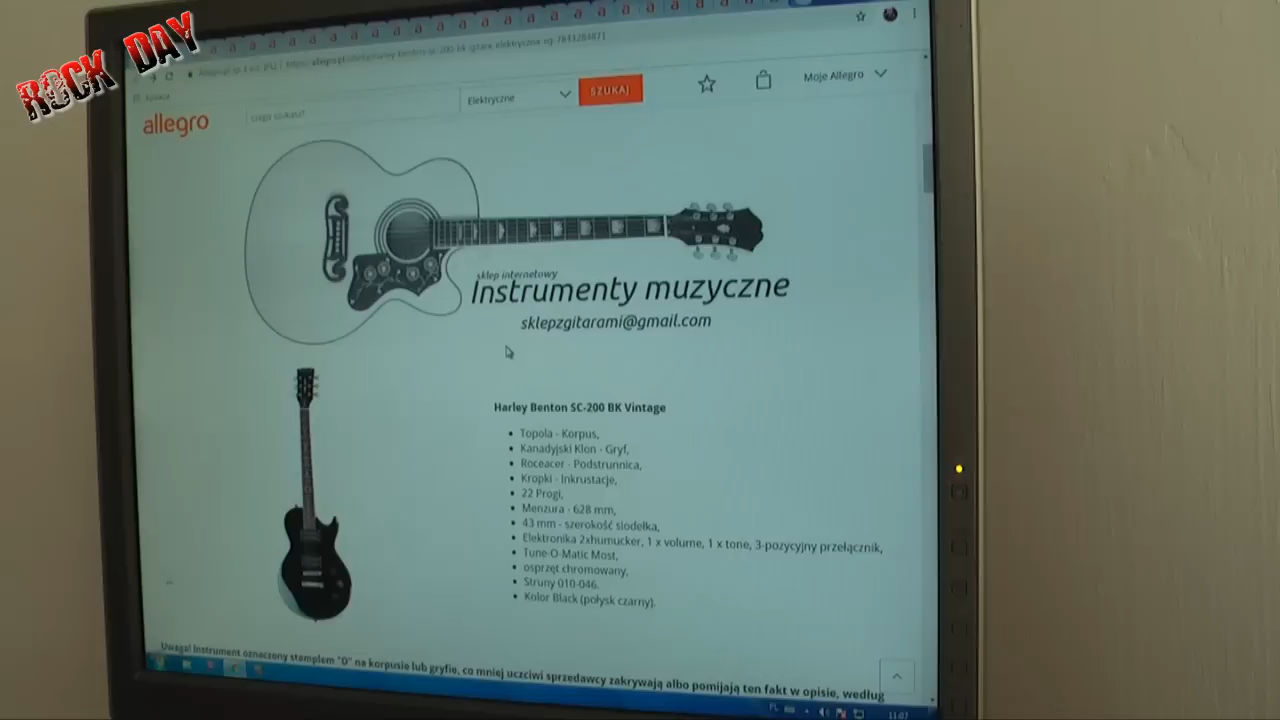 ROCK DAY
Elektryczne
SZUKAJ
Moje Allegro
allegro
sklep internetowy
Instrumenty muzyczne
sklepzgitarami@gmail.com
Harley Benton SC-200 BK Vintage
• Topola - Korpus,
• Kanadyjski Klon - Gryf,
• Roceacer - Podstrunnica,
• Kropki - Inkrustacje,
• 22 Progi,
• Menzura - 628 mm,
• 43 mm - szerokość siodełka,
• Elektronika 2xhumucker, 1 x volume, 1 x tone, 3-pozycyjny przełącznik,
• Tune-O-Matic Most,
• osprzęt chromowany,
• Struny 010-046.
• Kolor Black (połysk czarny).
Uwaga! Instrument oznaczony stemplem "D" na korpusie lub gryfie, co mniej uczciwi sprzedawcy zakrywają albo pomijają ten fakt w opisie, według
PL
11:07